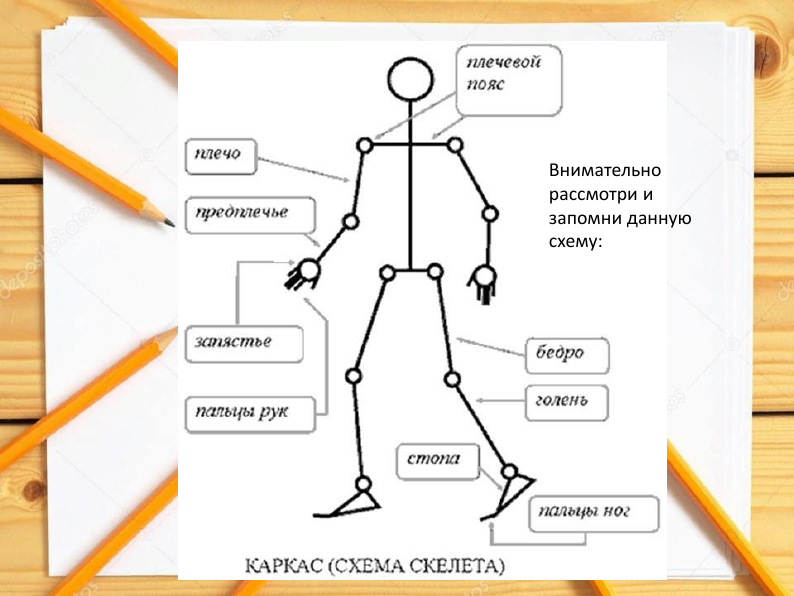 плечевой
пояс
плечо
предплечье
Внимательно
рассмотри и
запомни данную
схему:
запястье
бедро
пальцы рук
голень
стопа
пальцы ног
КАРКАС (СХЕМА СКЕЛЕТА)